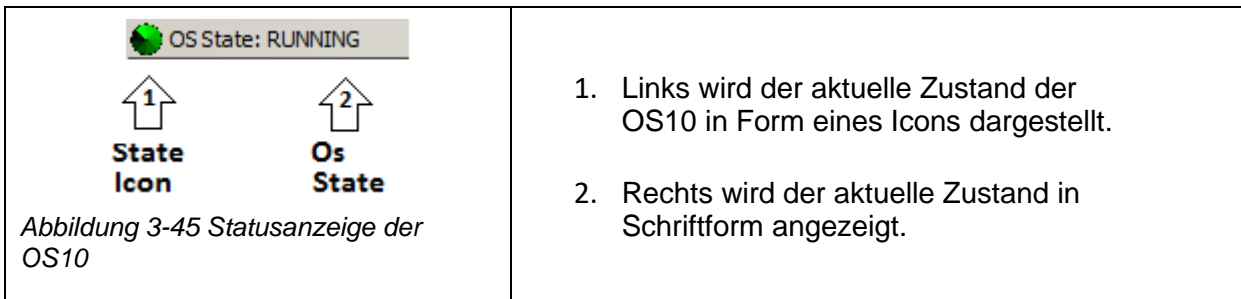 OS State: RUNNING
1 2
State Os
Icon State
Abbildung 3-45 Statusanzeige der
OS10
1. Links wird der aktuelle Zustand der
OS10 in Form eines Icons dargestellt.
2. Rechts wird der aktuelle Zustand in
Schriftform angezeigt.